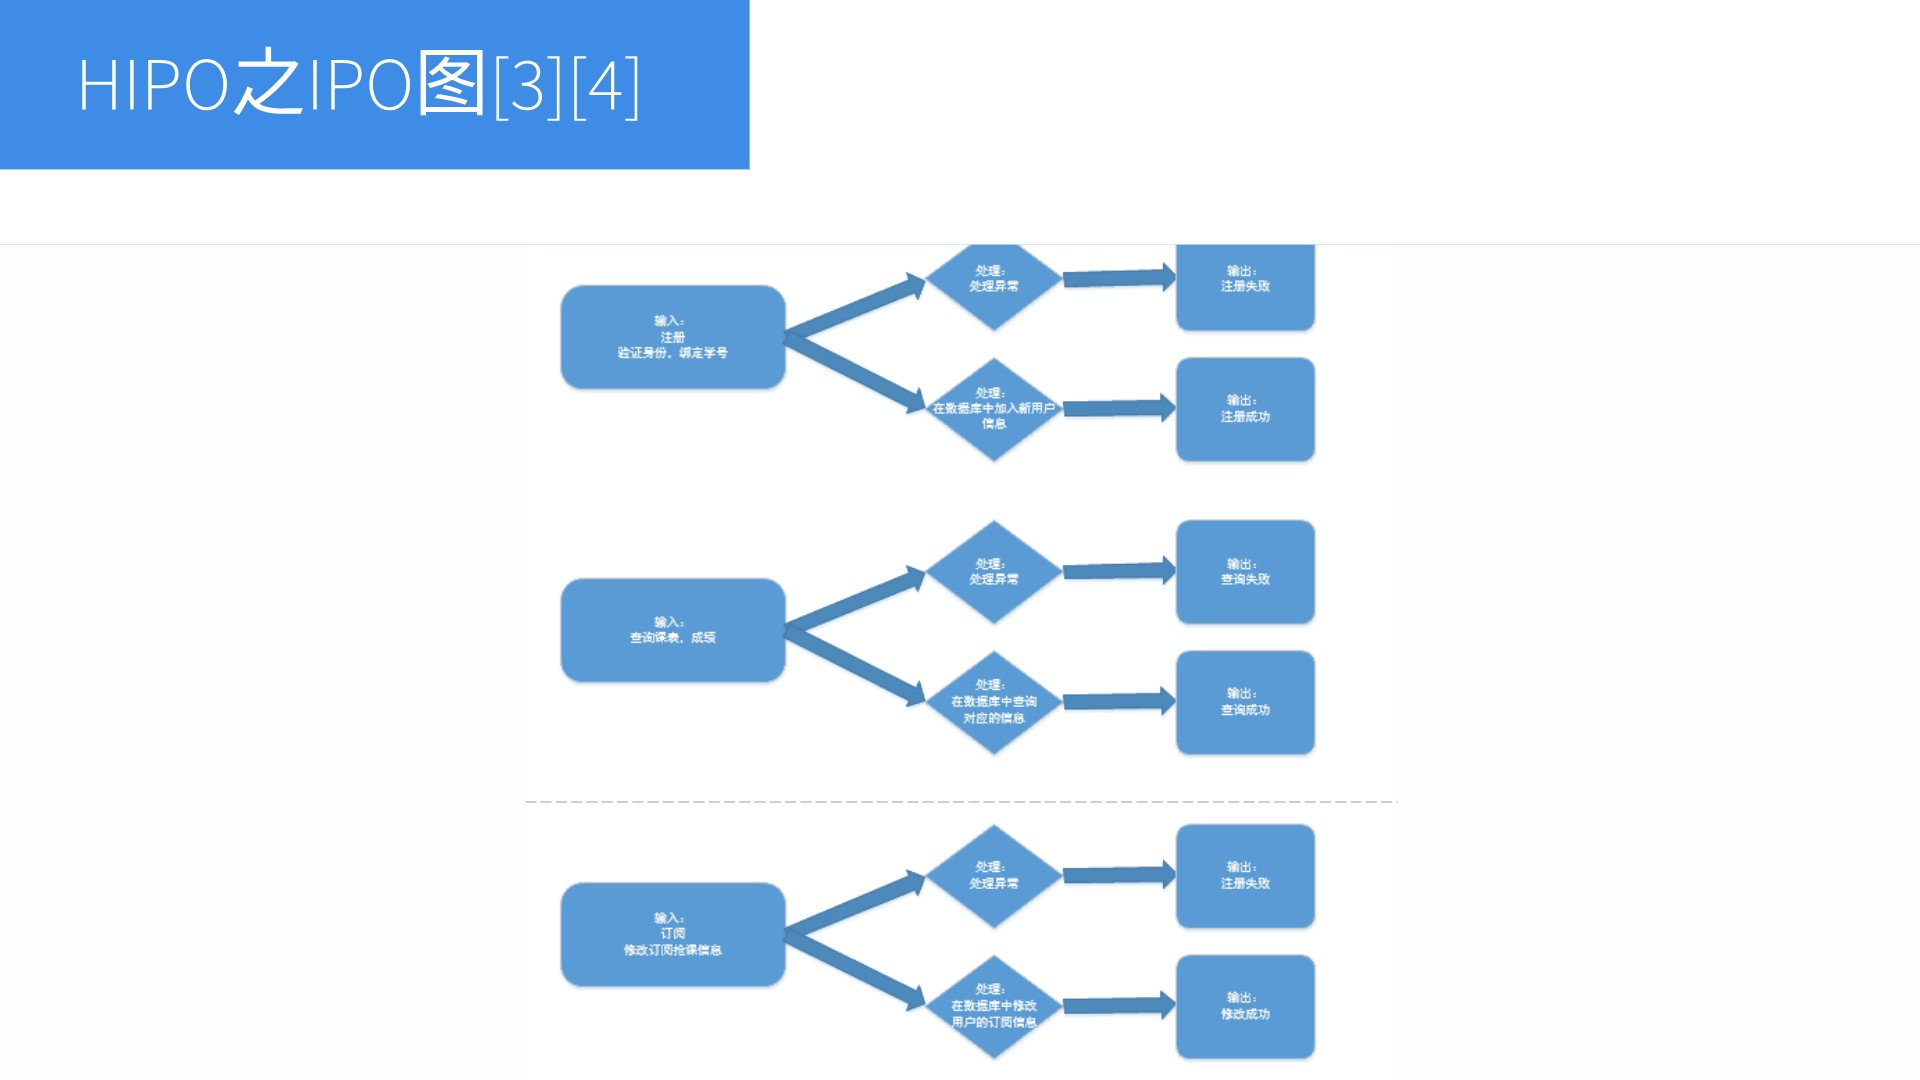 HIPO之IPO图[3][4]
输入：
注册
验证身份，绑定学号
处理：
处理异常
输出：
注册失败
处理：
在数据库中加入新用户
信息
输出：
注册成功
输入：
查询课表，成绩
处理：
处理异常
输出：
查询失败
处理：
在数据库中查询
对应的信息
输出：
查询成功
输入：
订阅
修改订阅抢课信息
处理：
处理异常
输出：
注册失败
处理：
在数据库中修改
用户的订阅信息
输出：
修改成功